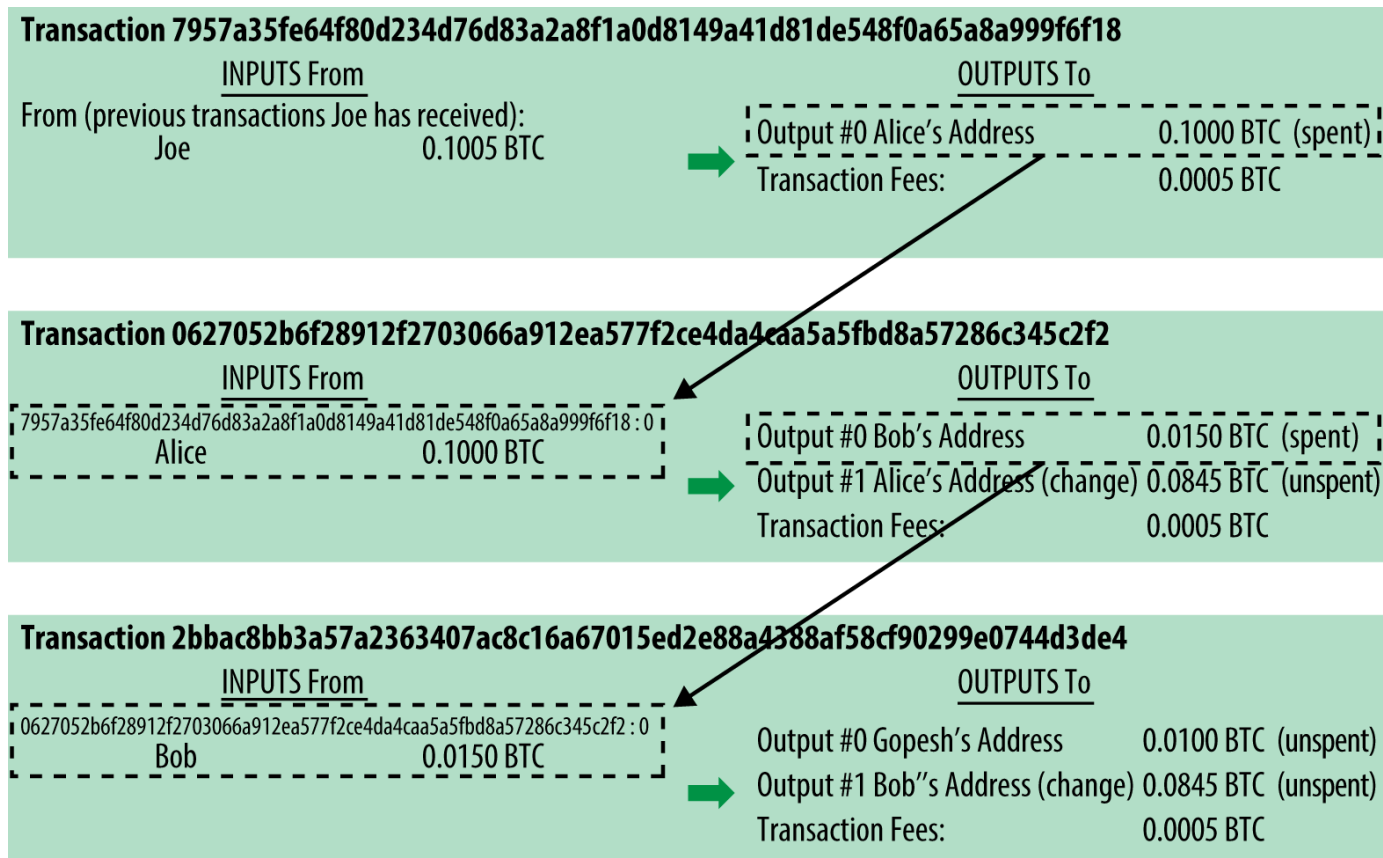 Transaction 7957a35fe64f80d234d76d83a2a8f1a0d8149a41d81de548f0a65a8a999f6f18
INPUTS From
OUTPUTS To
From (previous transactions Joe has received):
Joe 0.1005 BTC
Output #0 Alice's Address 0.1000 BTC (spent)
Transaction Fees: 0.0005 BTC
Transaction 0627052b6f28912f2703066a912ea577f2ce4da4caa5a5fbd8a57286c345c2f2
INPUTS From
OUTPUTS To
7957a35fe64f80d234d76d83a2a8f1a0d8149a41d81de548f0a65a8a999f6f18 : 0
Alice 0.1000 BTC
Output #0 Bob's Address 0.0150 BTC (spent)
Output #1 Alice's Address (change) 0.0845 BTC (unspent)
Transaction Fees: 0.0005 BTC
Transaction 2bbac8bb3a57a2363407ac8c16a67015ed2e88a4388af58cf90299e0744d3de4
INPUTS From
OUTPUTS To
0627052b6f28912f2703066a912ea577f2ce4da4caa5a5fbd8a57286c345c2f2 : 0
Bob 0.0150 BTC
Output #0 Gopesh's Address 0.0100 BTC (unspent)
Output #1 Bob''s Address (change) 0.0845 BTC (unspent)
Transaction Fees: 0.0005 BTC